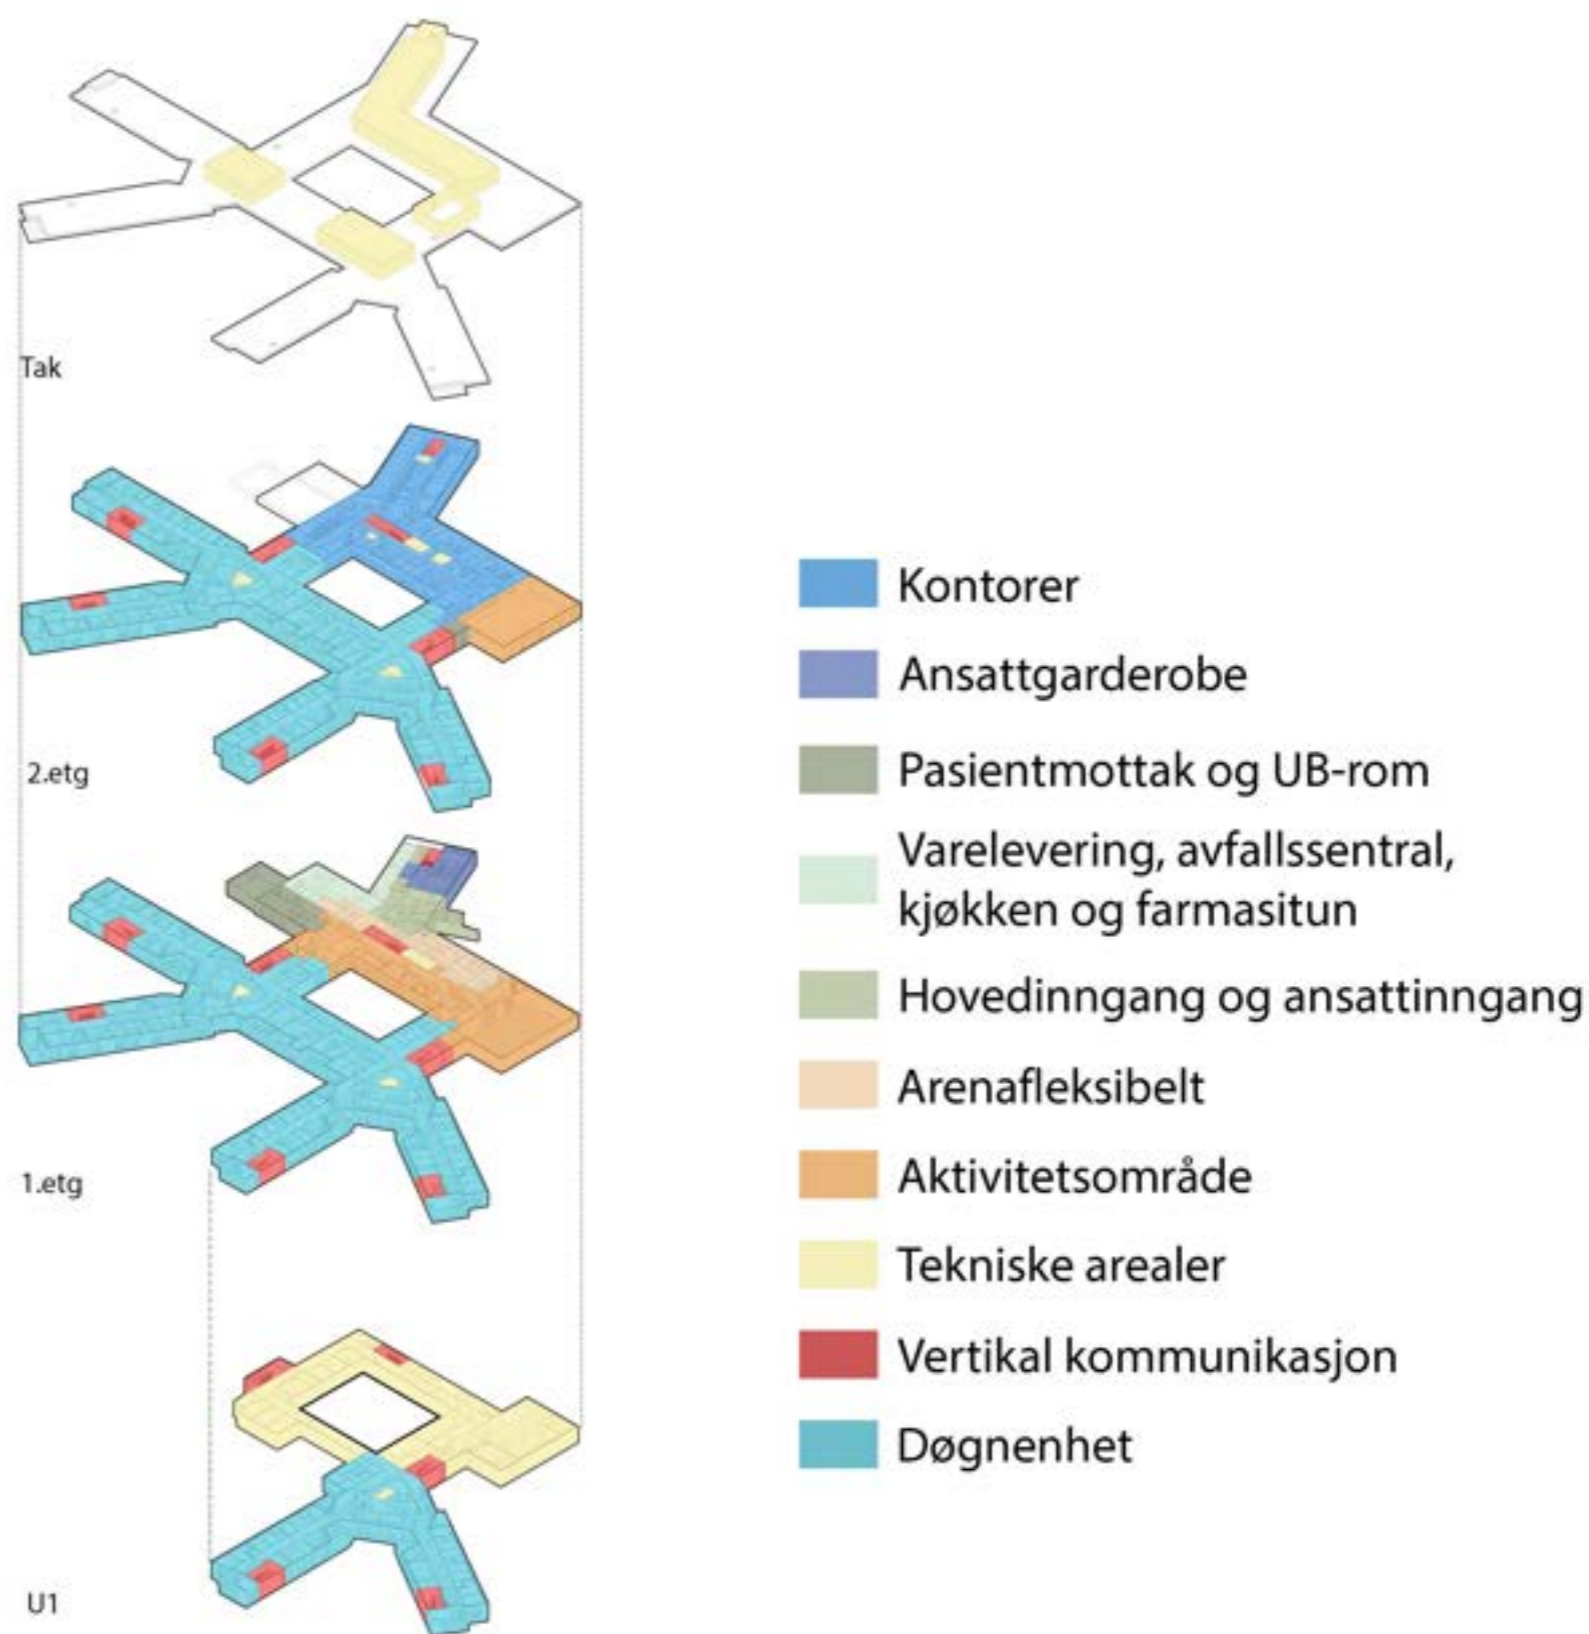 Tak
2.etg
1.etg
U1
Kontorer
Ansattgarderobe
Pasientmottak og UB-rom
Varelevering, avfallssentral,
kjøkken og farmasitun
Hovedinngang og ansattinngang
Arenafleksibelt
Aktivitetsområde
Tekniske arealer
Vertikal kommunikasjon
Døgnenhet